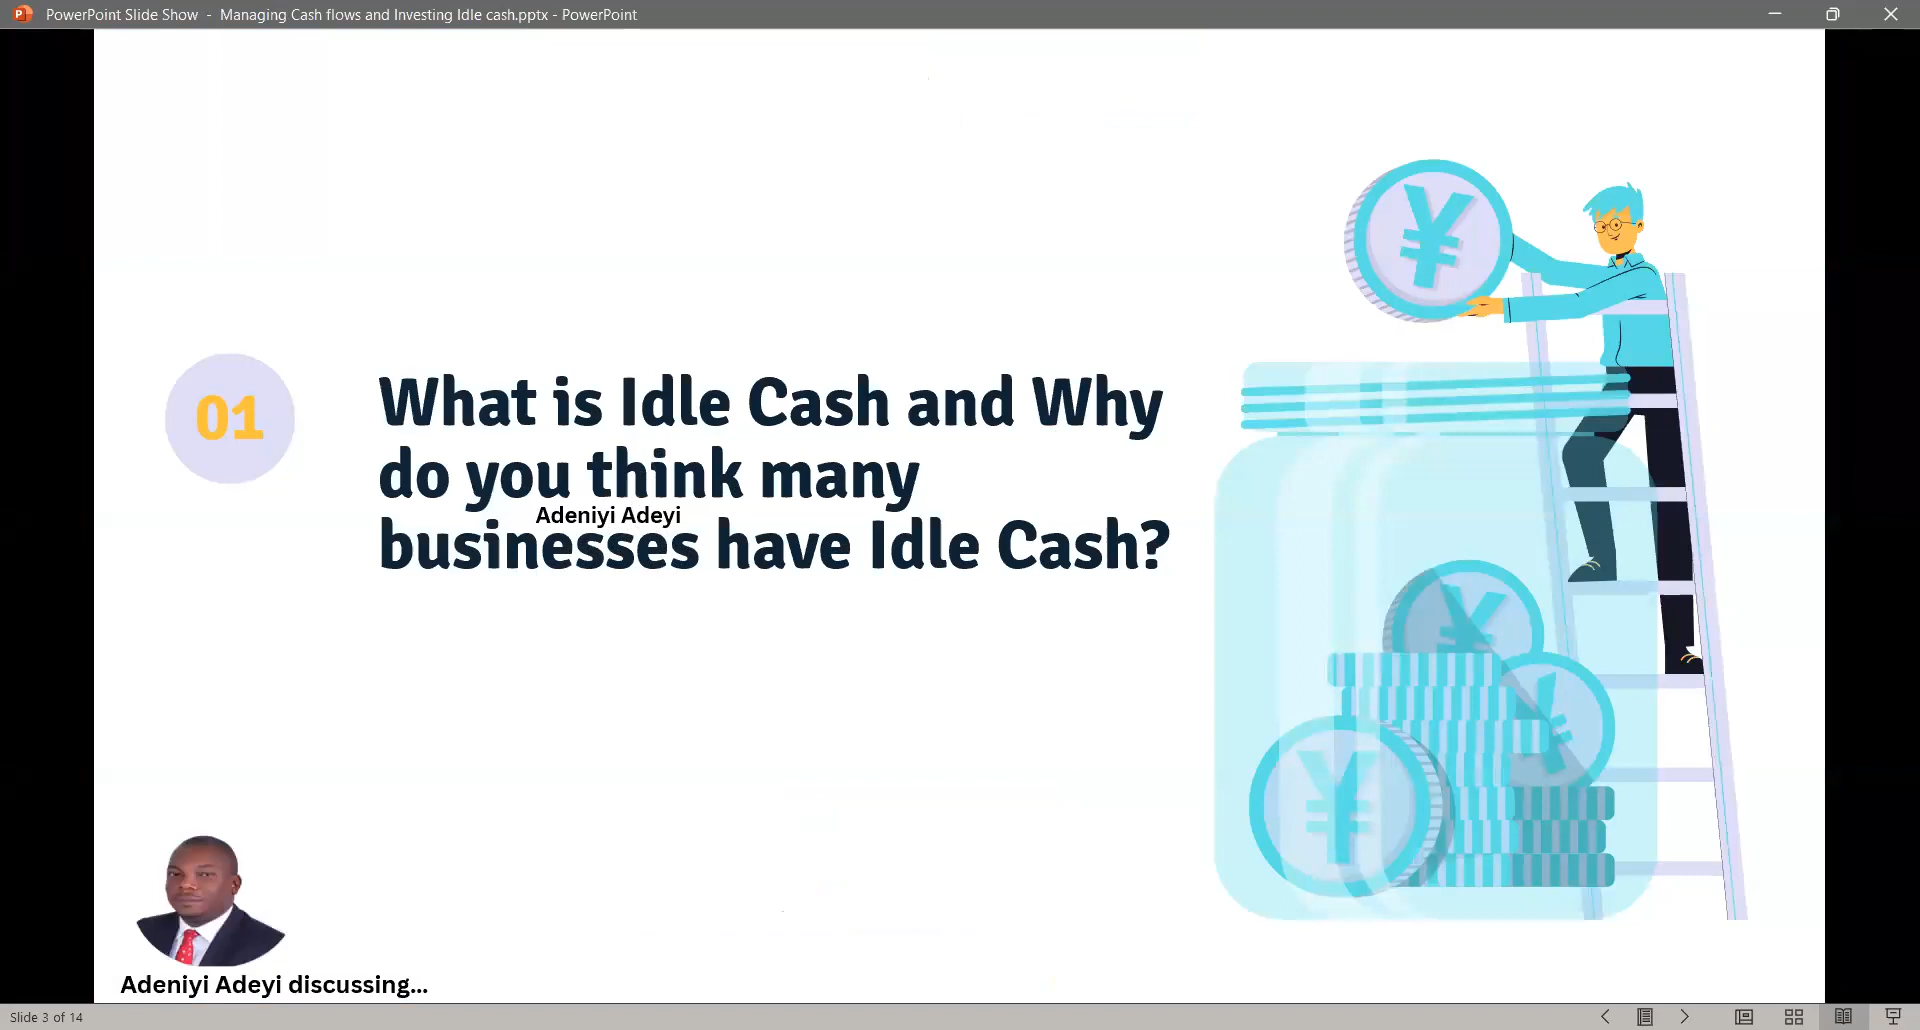 PowerPoint Slide Show - Managing Cash flows and Investing Idle cash.pptx - PowerPoint
01
What is Idle Cash and Why
do you think many
Adeniyi Adeyi
businesses have Idle Cash?
Adeniyi Adeyi discussing...
Slide 3 of 14